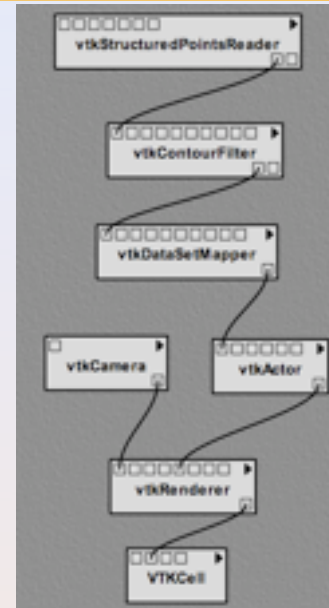 vtkStructuredPointsReader
vtkContourFilter
vtkDataSetMapper
vtkCamera
vtkActor
vtkRenderer
VTKCell